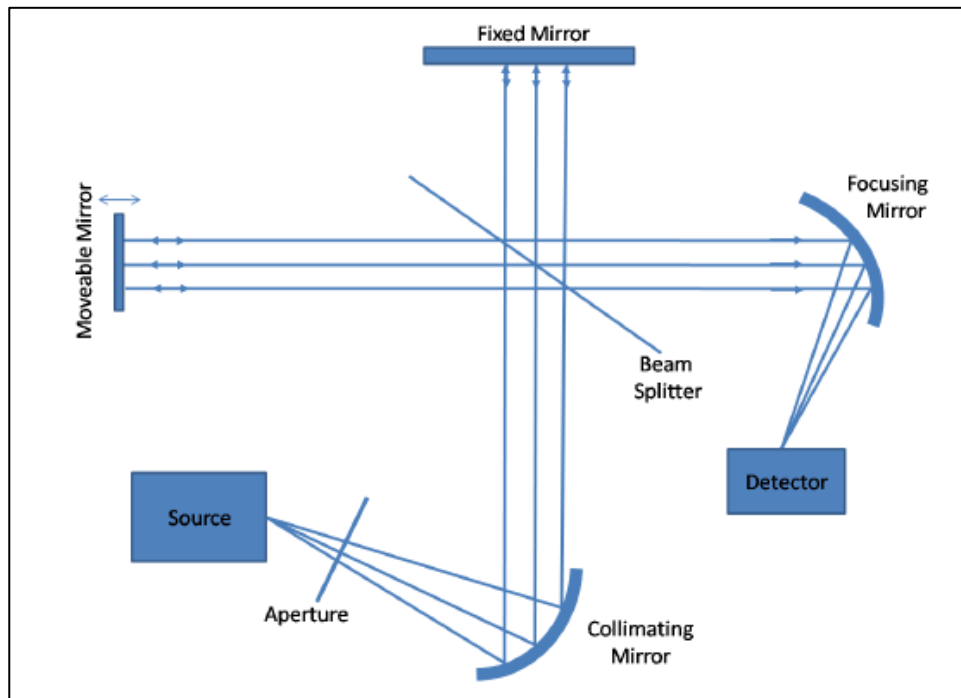 Fixed Mirror
Moveable Mirror
Focusing
Mirror
Beam
Splitter
Source
Detector
Aperture
Collimating
Mirror